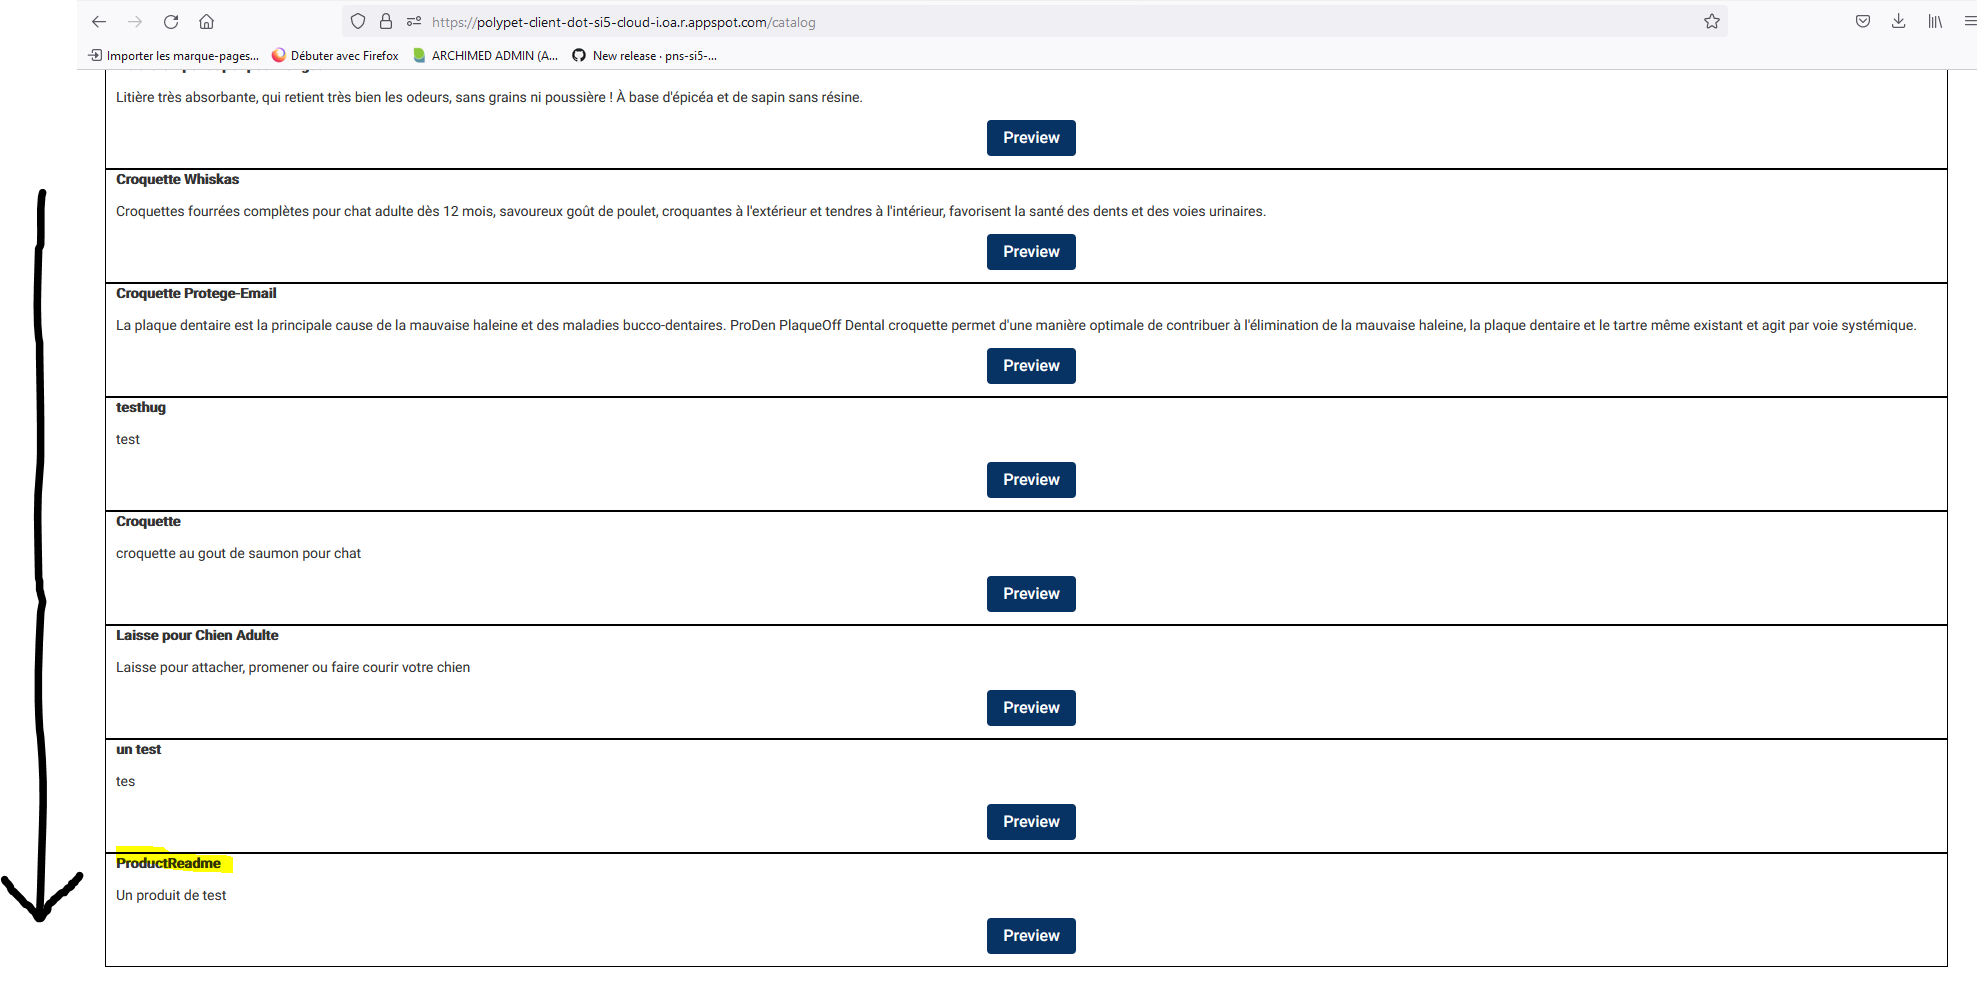 https://polypet-client-dot-si5-cloud-i.oa.r.appspot.com/catalog
Importer les marque-pages... Débuter avec Firefox ARCHIMED ADMIN (A... New release · pns-si5-...
Litière très absorbante, qui retient très bien les odeurs, sans grains ni poussière ! À base d'épicéa et de sapin sans résine.
Preview
Croquette Whiskas
Croquettes fourrées complètes pour chat adulte dès 12 mois, savoureux goût de poulet, croquantes à l'extérieur et tendres à l'intérieur, favorisent la santé des dents et des voies urinaires.
Preview
Croquette Protege-Email
La plaque dentaire est la principale cause de la mauvaise haleine et des maladies bucco-dentaires. ProDen PlaqueOff Dental croquette permet d'une manière optimale de contribuer à l'élimination de la mauvaise haleine, la plaque dentaire et le tartre même existant et agit par voie systémique.
Preview
testhug
test
Preview
Croquette
croquette au gout de saumon pour chat
Preview
Laisse pour Chien Adulte
Laisse pour attacher, promener ou faire courir votre chien
Preview
un test
tes
Preview
ProductReadme
Un produit de test
Preview